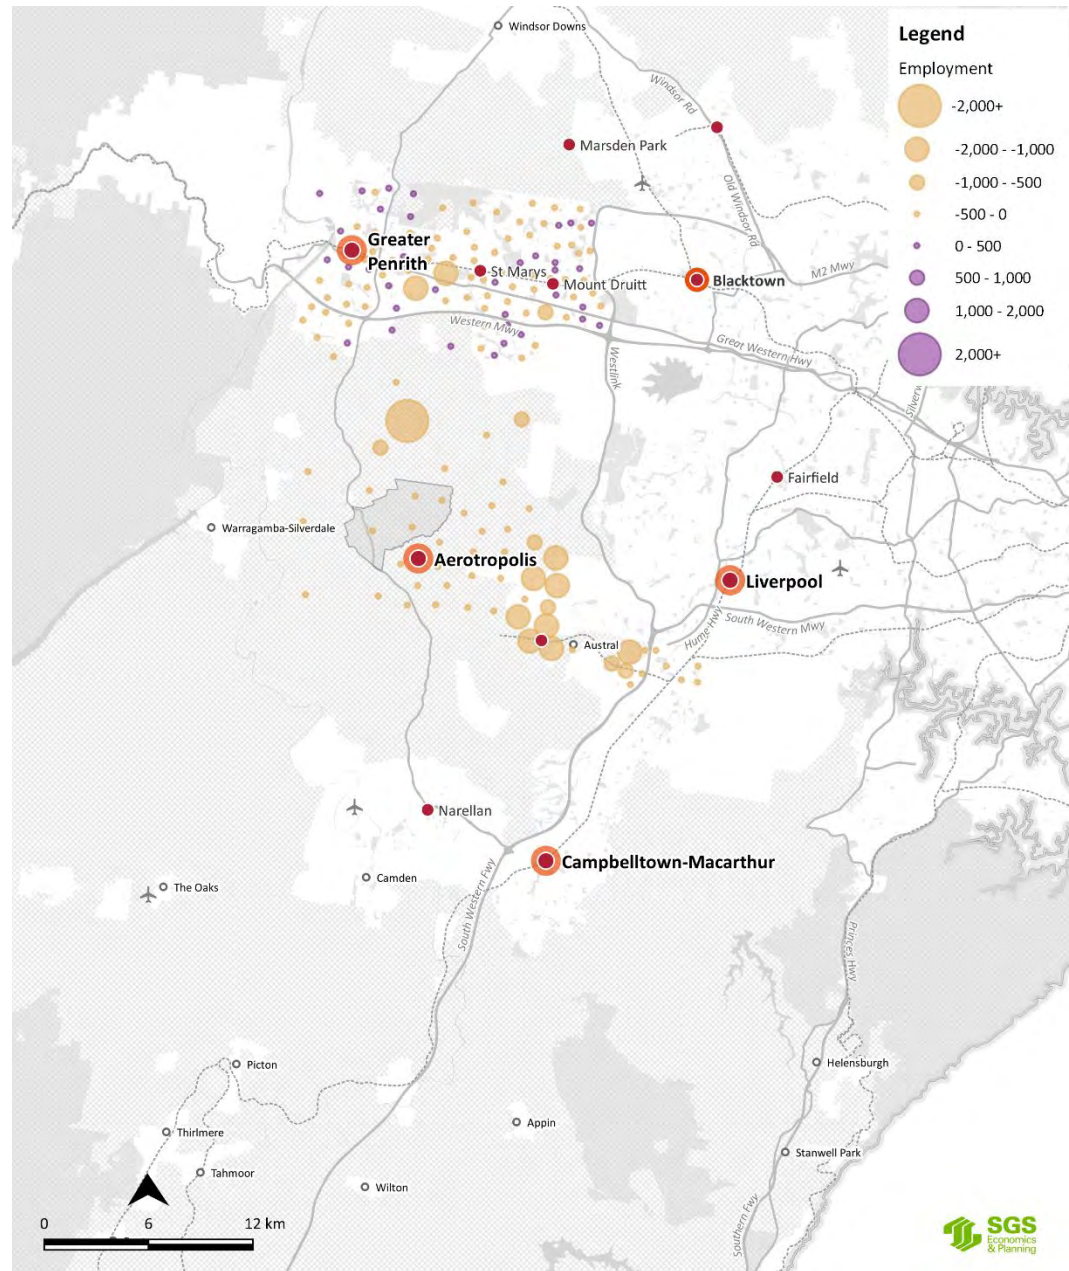 Windsor Downs
Windsor Rd
Marsden Park
Old Windsor Rd
M2 Mwy
Greater
Penrith
St Marys
Mount Druitt
Blacktown
Western Mwy
Great Western Hwy
Westlink
Fairfield
Warragamba-Silverdale
Aerotropolis
Liverpool
Hume Hwy
South Western Mwy
Austral
Narellan
Campbelltown-Macarthur
Camden
The Oaks
South Western Fwy
Princes Hwy
Picton
Helensburgh
Appin
Thirlmere
Stanwell Park
Tahmoor
Wilton
Southern Fwy
0 6 12 km
Legend
Employment
-2,000+
-2,000 - -1,000
-1,000 - -500
-500 - 0
0 - 500
500 - 1,000
1,000 - 2,000
2,000+
SGS
Economics
& Planning